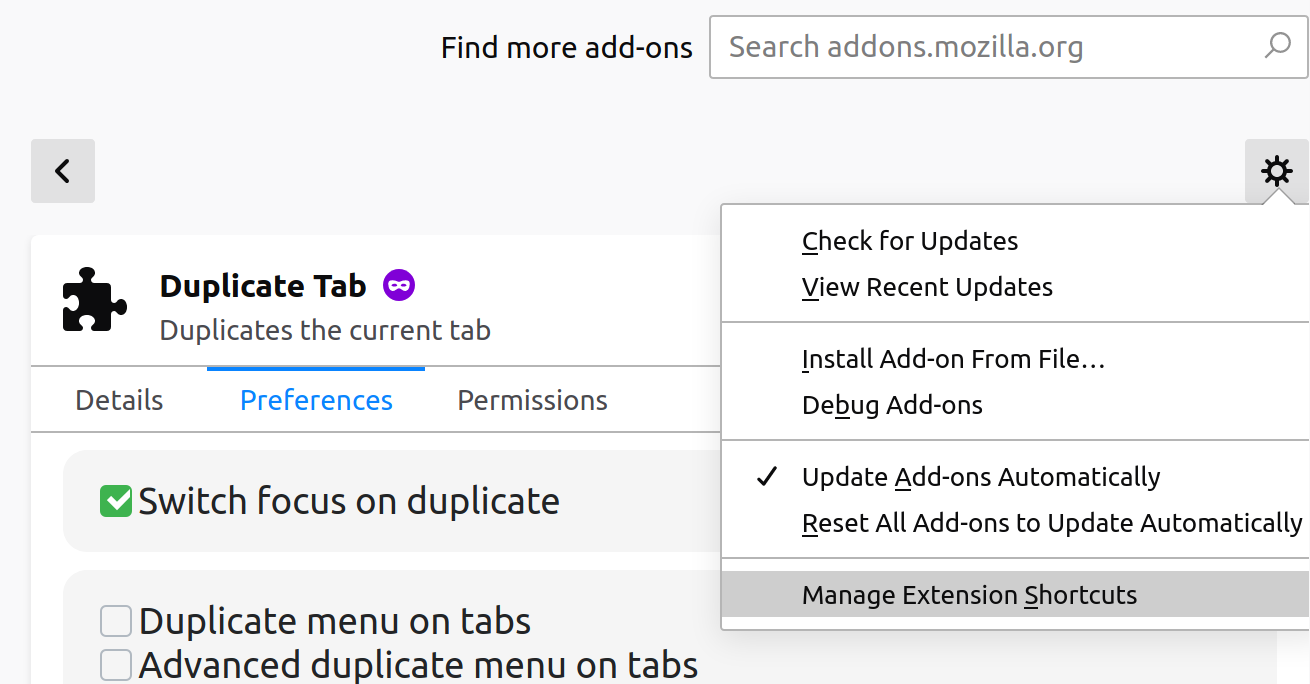 Find more add-ons
Search addons.mozilla.org
Duplicate Tab
Duplicates the current tab
Details
Preferences
Permissions
Switch focus on duplicate
Duplicate menu on tabs
Advanced duplicate menu on tabs
Check for Updates
View Recent Updates
Install Add-on From File…
Debug Add-ons
Update Add-ons Automatically
Reset All Add-ons to Update Automatically
Manage Extension Shortcuts